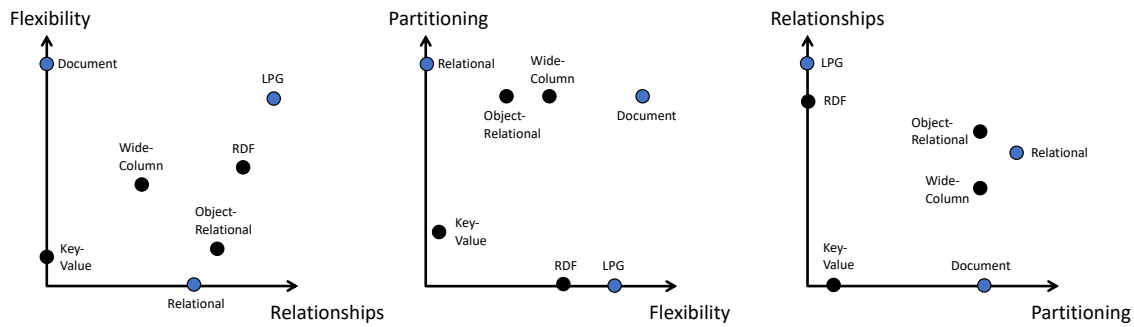 Flexibility
Document
LPG
Wide-
Column
RDF
Object-
Relational
Key-
Value
Relational
Relationships
Partitioning
Relational
Wide-
Column
Object-
Relational
Document
Key-
Value
RDF
LPG
Flexibility
Relationships
LPG
RDF
Object-
Relational
Relational
Wide-
Column
Key-
Value
Document
Partitioning